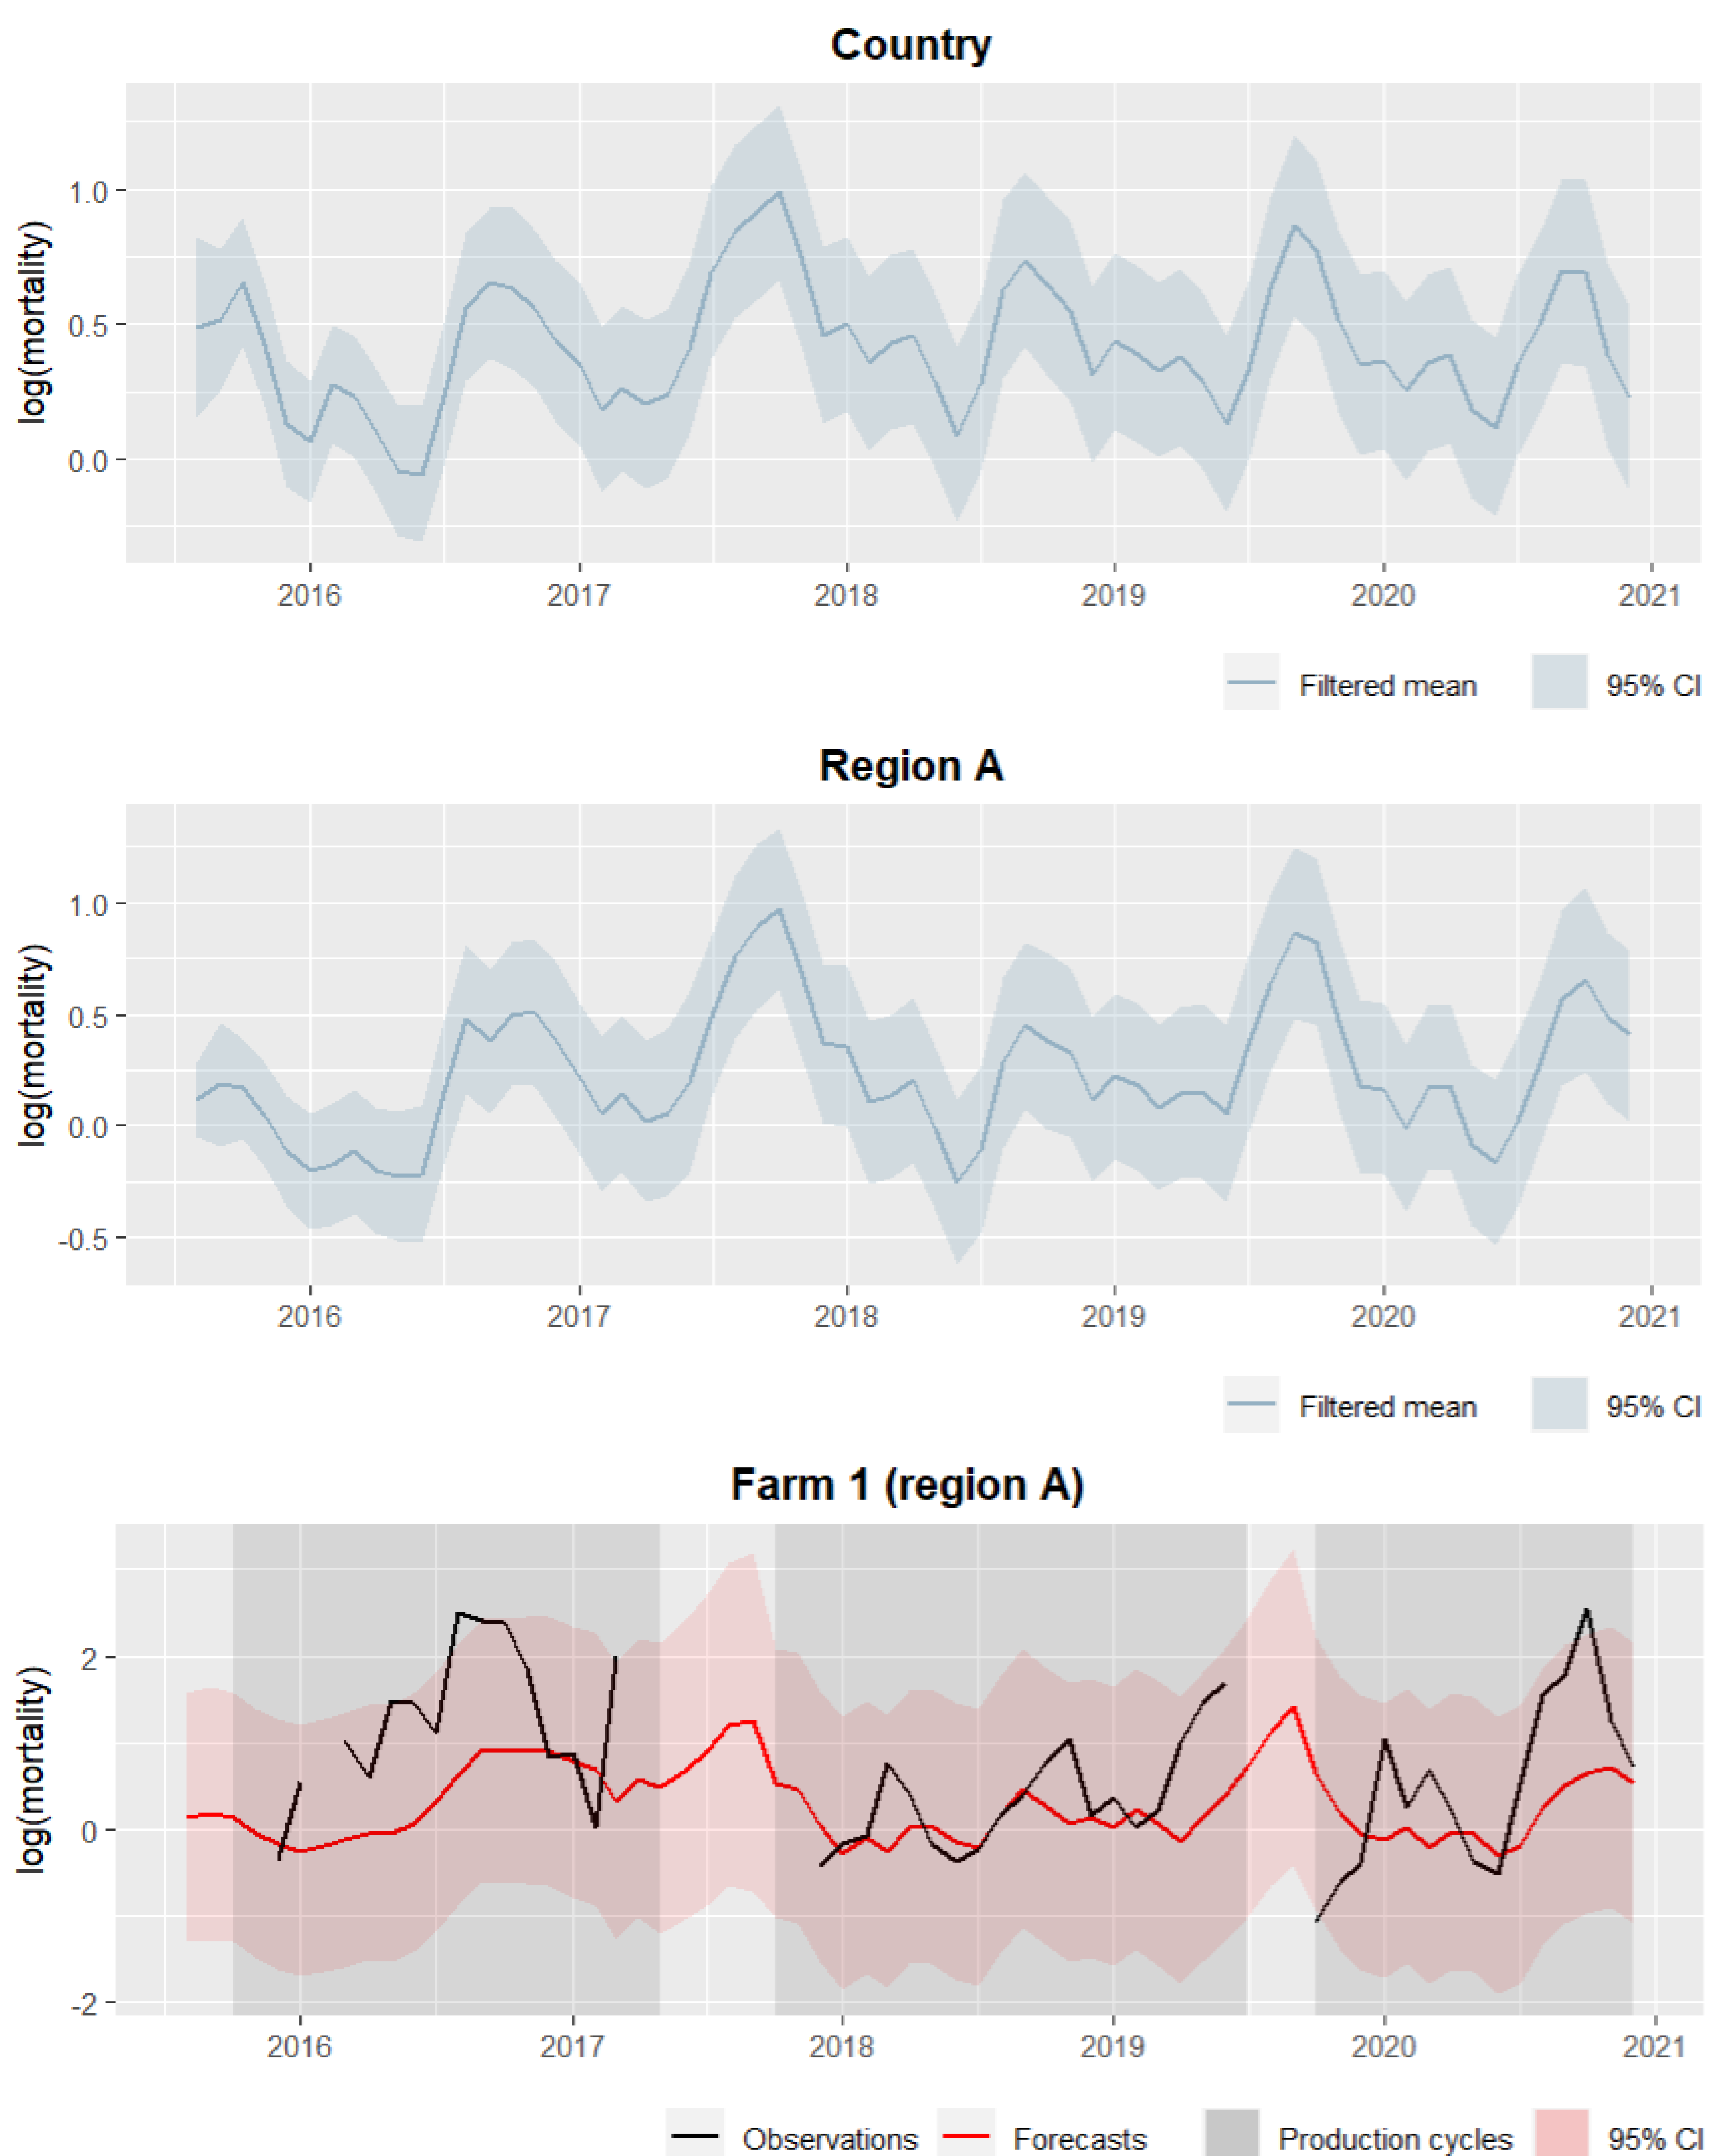 Country
log(mortality)
1.0
0.5
0.0
2016 2017 2018 2019 2020 2021
Filtered mean 95% CI
Region A
log(mortality)
1.0
0.5
0.0
-0.5
2016 2017 2018 2019 2020 2021
Filtered mean 95% CI
Farm 1 (region A)
log(mortality)
2
0
-2
2016 2017 2018 2019 2020 2021
Observations Forecasts Production cycles 95% CI